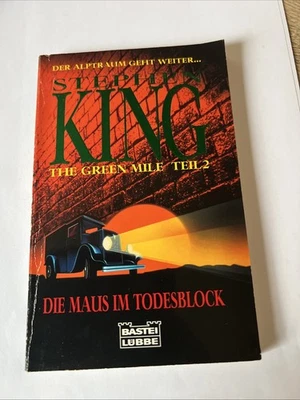 DER ALPTRAUM GEHT WEITER...
STEPHEN
KING
THE GREEN MILE TEIL 2
DIE MAUS IM TODESBLOCK
BASTEI
LÜBBE